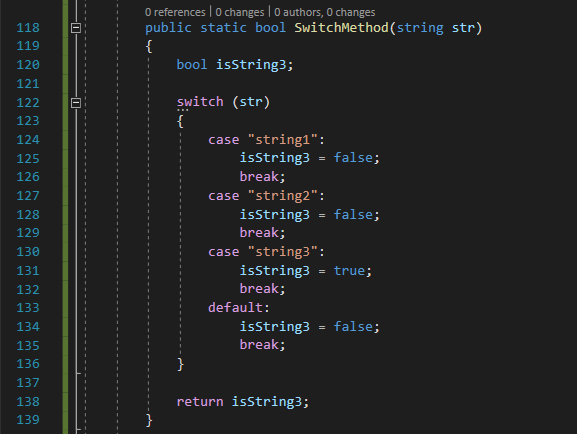 0 references | 0 changes | 0 authors, 0 changes
118 public static bool SwitchMethod(string str)
119 {
120 bool isString3;
121
122 switch (str)
123 {
124 case "string1":
125 isString3 = false;
126 break;
127 case "string2":
128 isString3 = false;
129 break;
130 case "string3":
131 isString3 = true;
132 break;
133 default:
134 isString3 = false;
135 break;
136 }
137
138 return isString3;
139 }